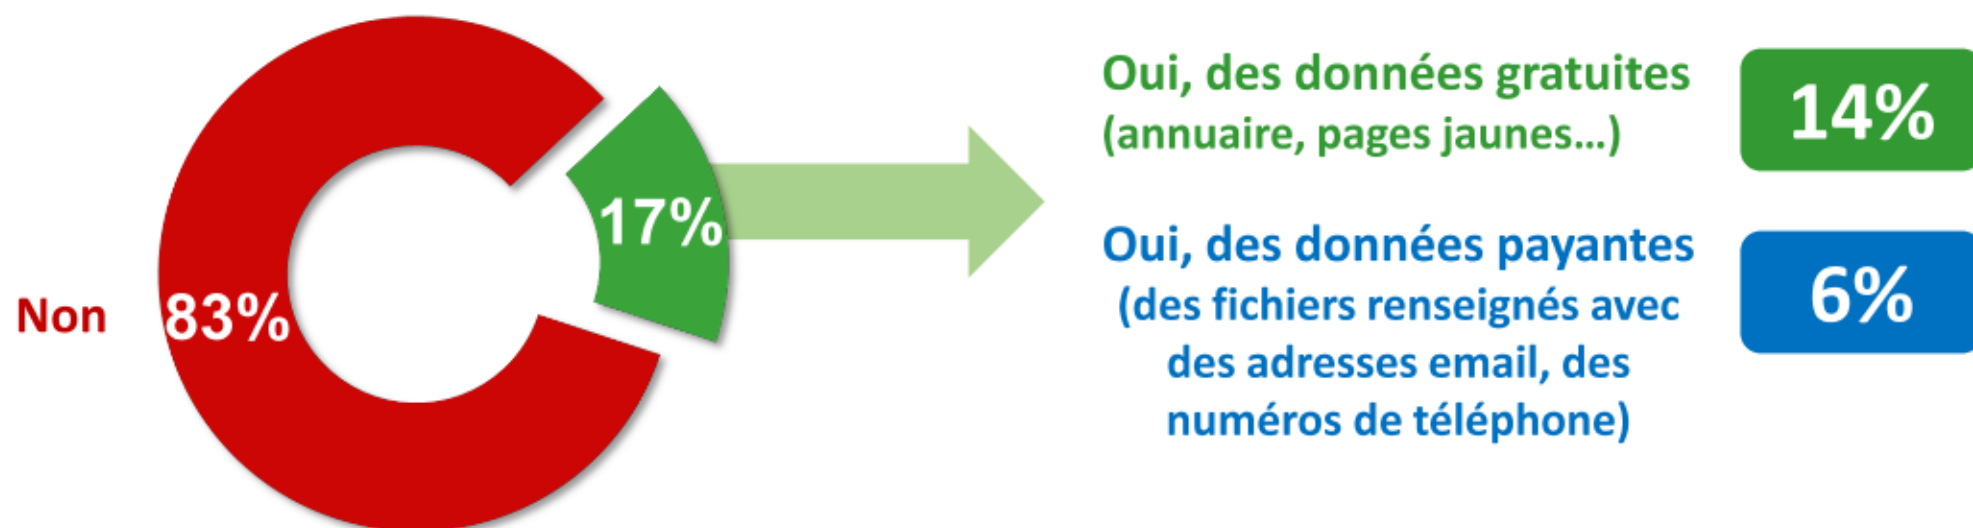 Non
83%
17%
Oui, des données gratuites
(annuaire, pages jaunes...)
14%
Oui, des données payantes
(des fichiers renseignés avec
des adresses email, des
numéros de téléphone)
6%